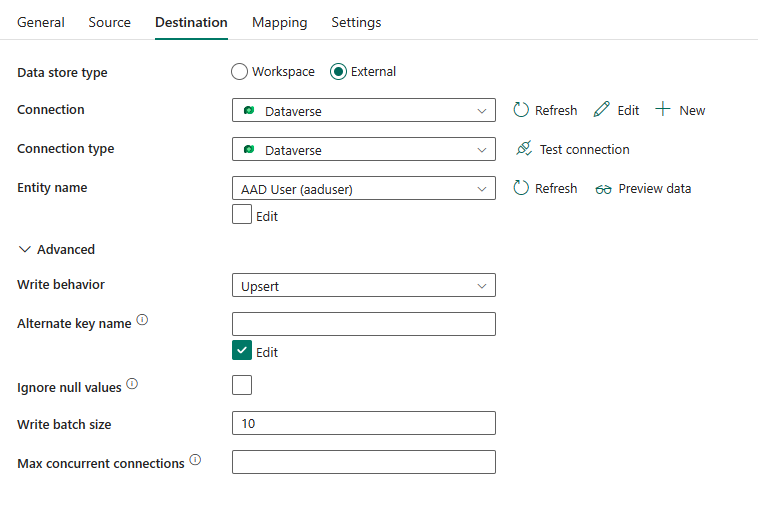 General Source Destination Mapping Settings
Data store type Workspace External
Connection Dataverse Refresh Edit New
Connection type Dataverse Test connection
Entity name AAD User (aaduser) Refresh Preview data
Edit
Advanced
Write behavior Upsert
Alternate key name
Edit
Ignore null values
Write batch size 10
Max concurrent connections